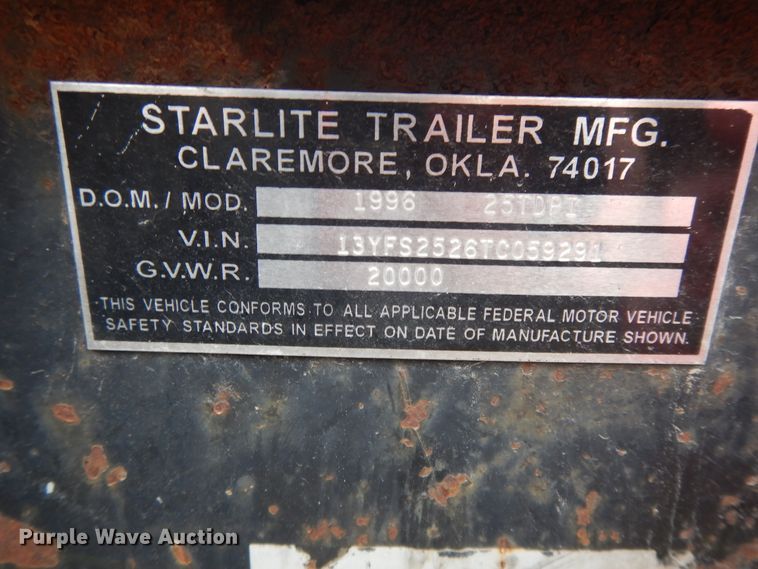 STARLITE TRAILER MFG.
CLAREMORE, OKLA. 74017
D.O.M./ MOD. 1996 25TDPI
V.I.N. 13YFS2526TC059291
G.V.W.R. 20000
THIS VEHICLE CONFORMS TO ALL APPLICABLE FEDERAL MOTOR VEHICLE
SAFETY STANDARDS IN EFFECT ON DATE OF MANUFACTURE SHOWN.
Purple Wave Auction